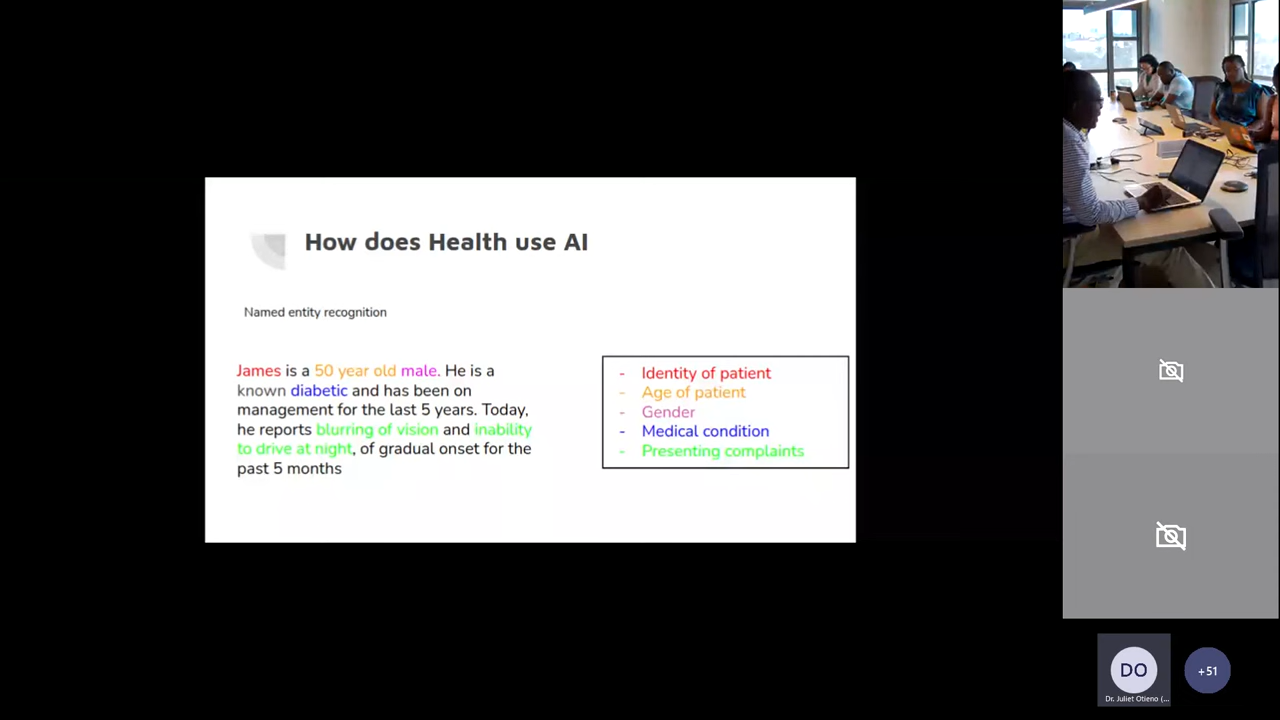 How does Health use AI
Named entity recognition
James is a 50 year old male. He is a
known diabetic and has been on
management for the last 5 years. Today,
he reports blurring of vision and inability
to drive at night, of gradual onset for the
past 5 months
- Identity of patient
- Age of patient
- Gender
- Medical condition
- Presenting complaints
DO
Dr. Juliet Otieno (...
+51